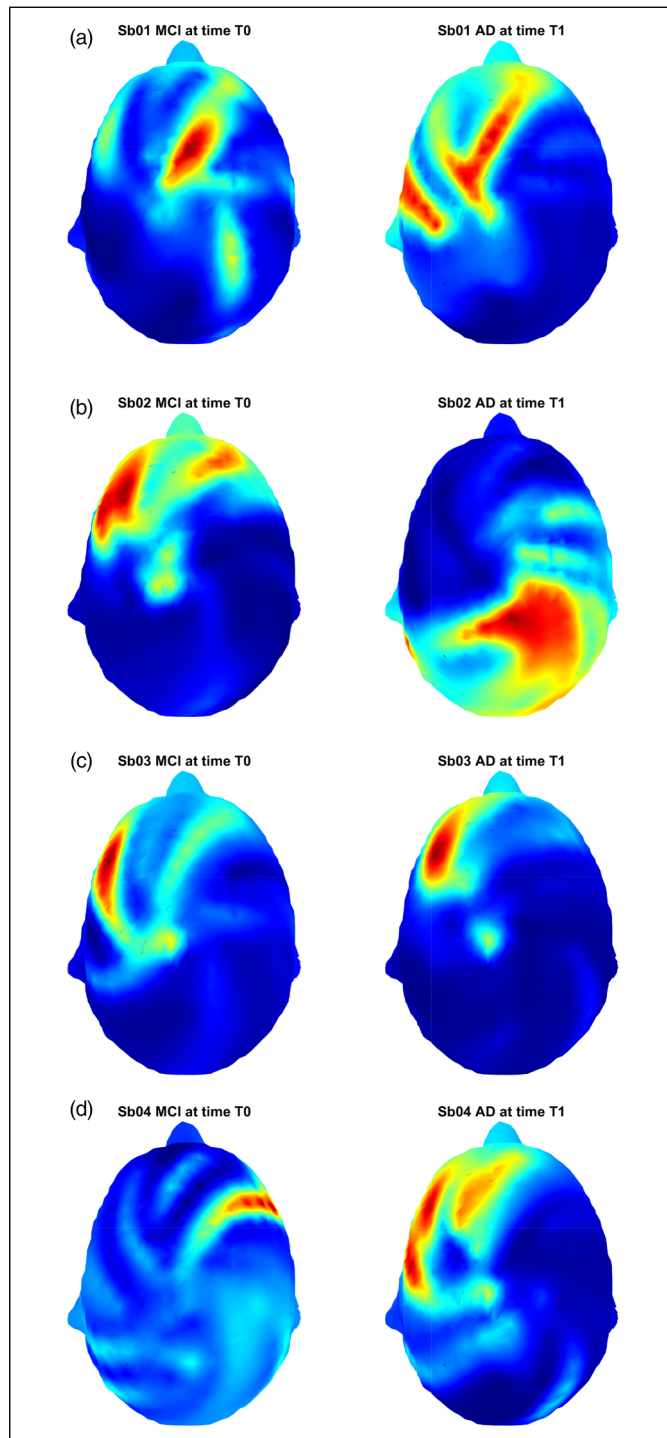 (a)
Sb01 MCI at time T0
Sb01 AD at time T1
(b)
Sb02 MCI at time T0
Sb02 AD at time T1
(c)
Sb03 MCI at time T0
Sb03 AD at time T1
(d)
Sb04 MCI at time T0
Sb04 AD at time T1